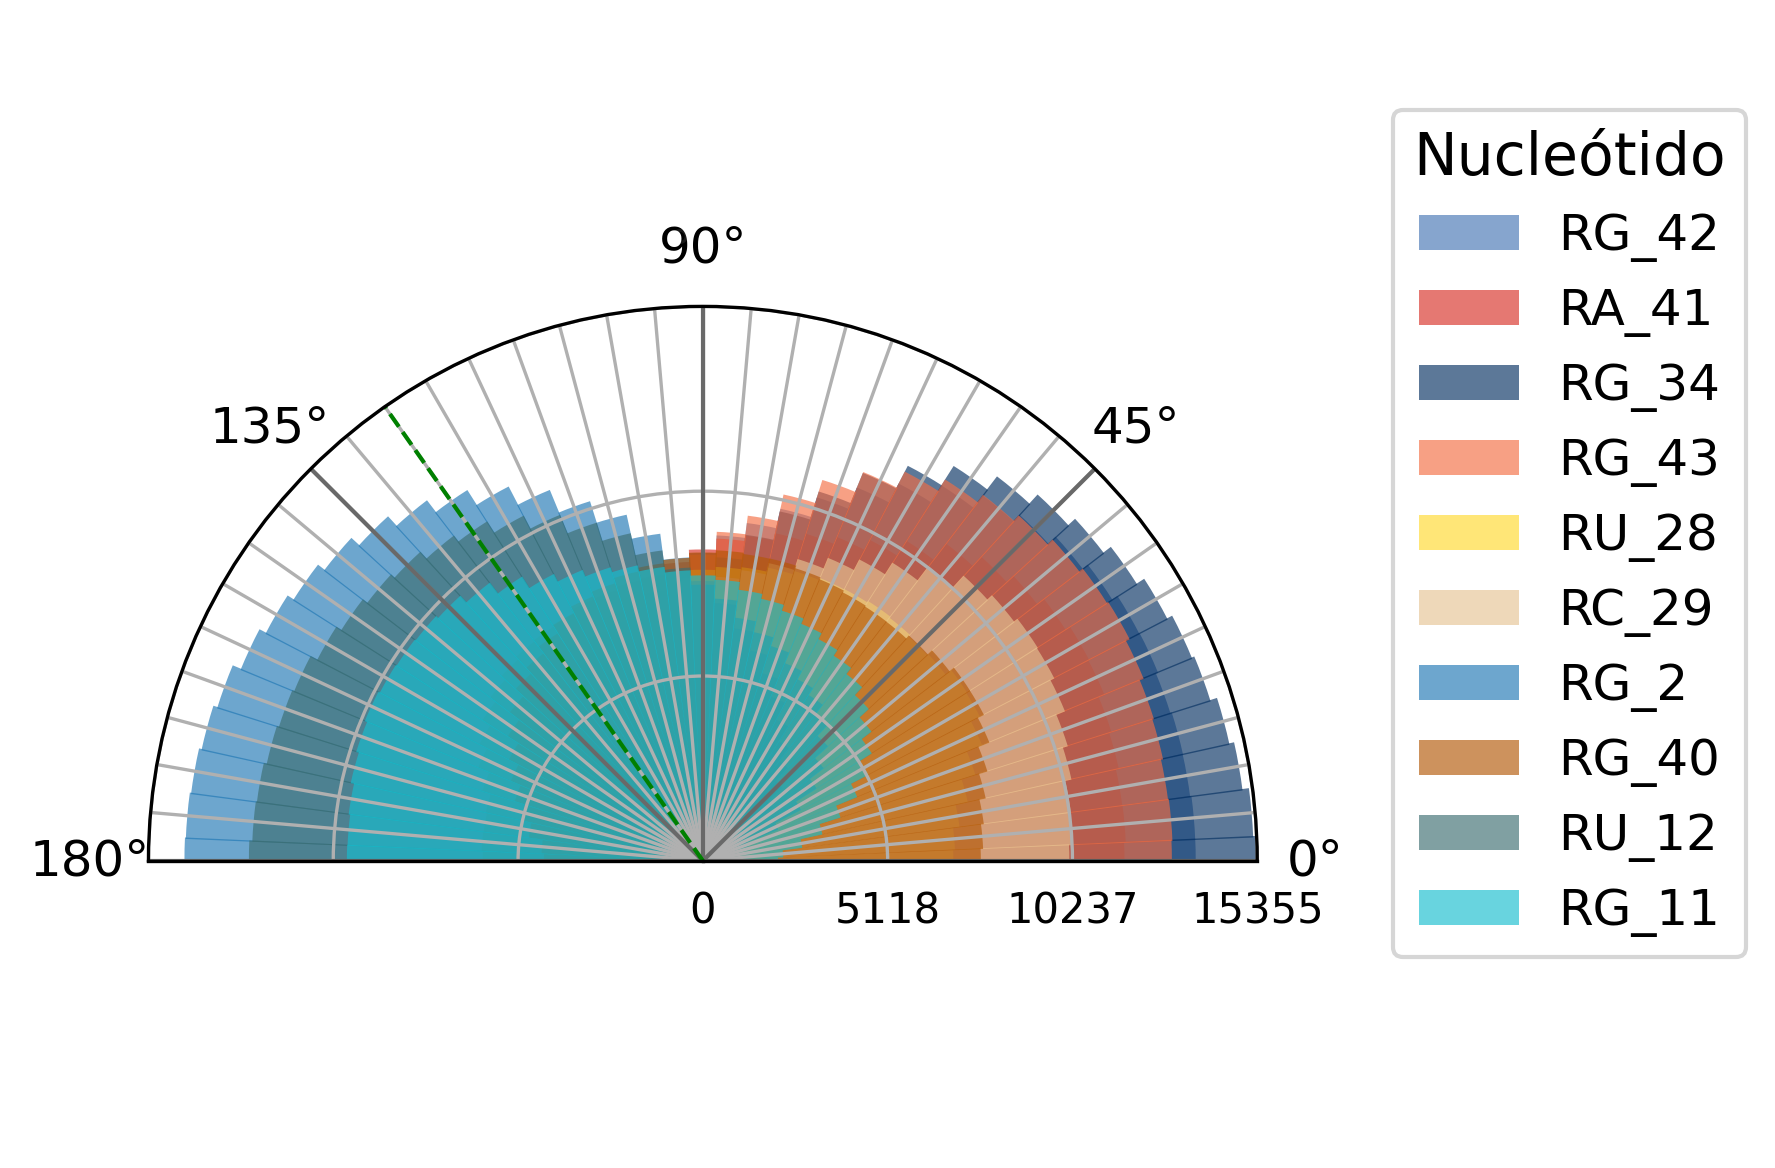 90°
135°
45°
180°
0°
0
5118
10237
15355
Nucleótido
RG_42
RA_41
RG_34
RG_43
RU_28
RC_29
RG_2
RG_40
RU_12
RG_11